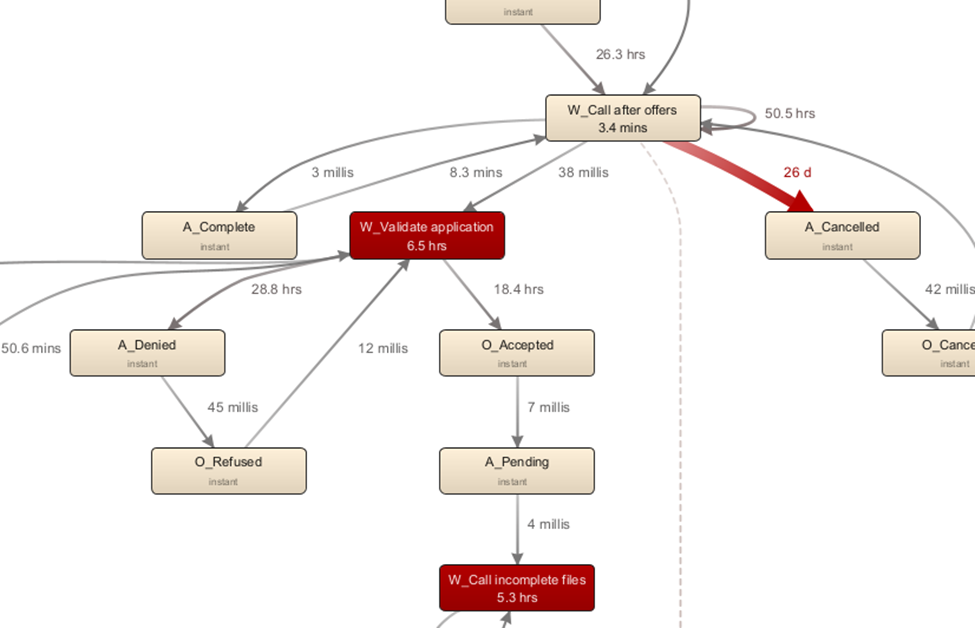 instant
26.3 hrs
W_Call after offers
3.4 mins
50.5 hrs
3 millis
8.3 mins
38 millis
26 d
A_Complete
instant
W_Validate application
6.5 hrs
A_Cancelled
instant
28.8 hrs
18.4 hrs
42 millis
50.6 mins
A_Denied
instant
12 millis
O_Accepted
instant
O_Cance
instant
45 millis
7 millis
O_Refused
instant
A_Pending
instant
4 millis
W_Call incomplete files
5.3 hrs